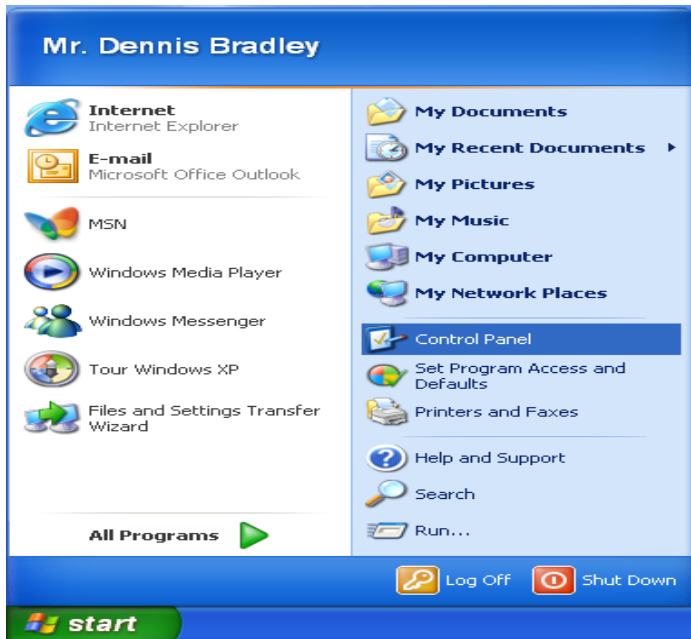 Mr. Dennis Bradley
Internet
Internet Explorer
E-mail
Microsoft Office Outlook
MSN
Windows Media Player
Windows Messenger
Tour Windows XP
Files and Settings Transfer
Wizard
All Programs
My Documents
My Recent Documents
My Pictures
My Music
My Computer
My Network Places
Control Panel
Set Program Access and
Defaults
Printers and Faxes
Help and Support
Search
Run...
Log Off
Shut Down
start